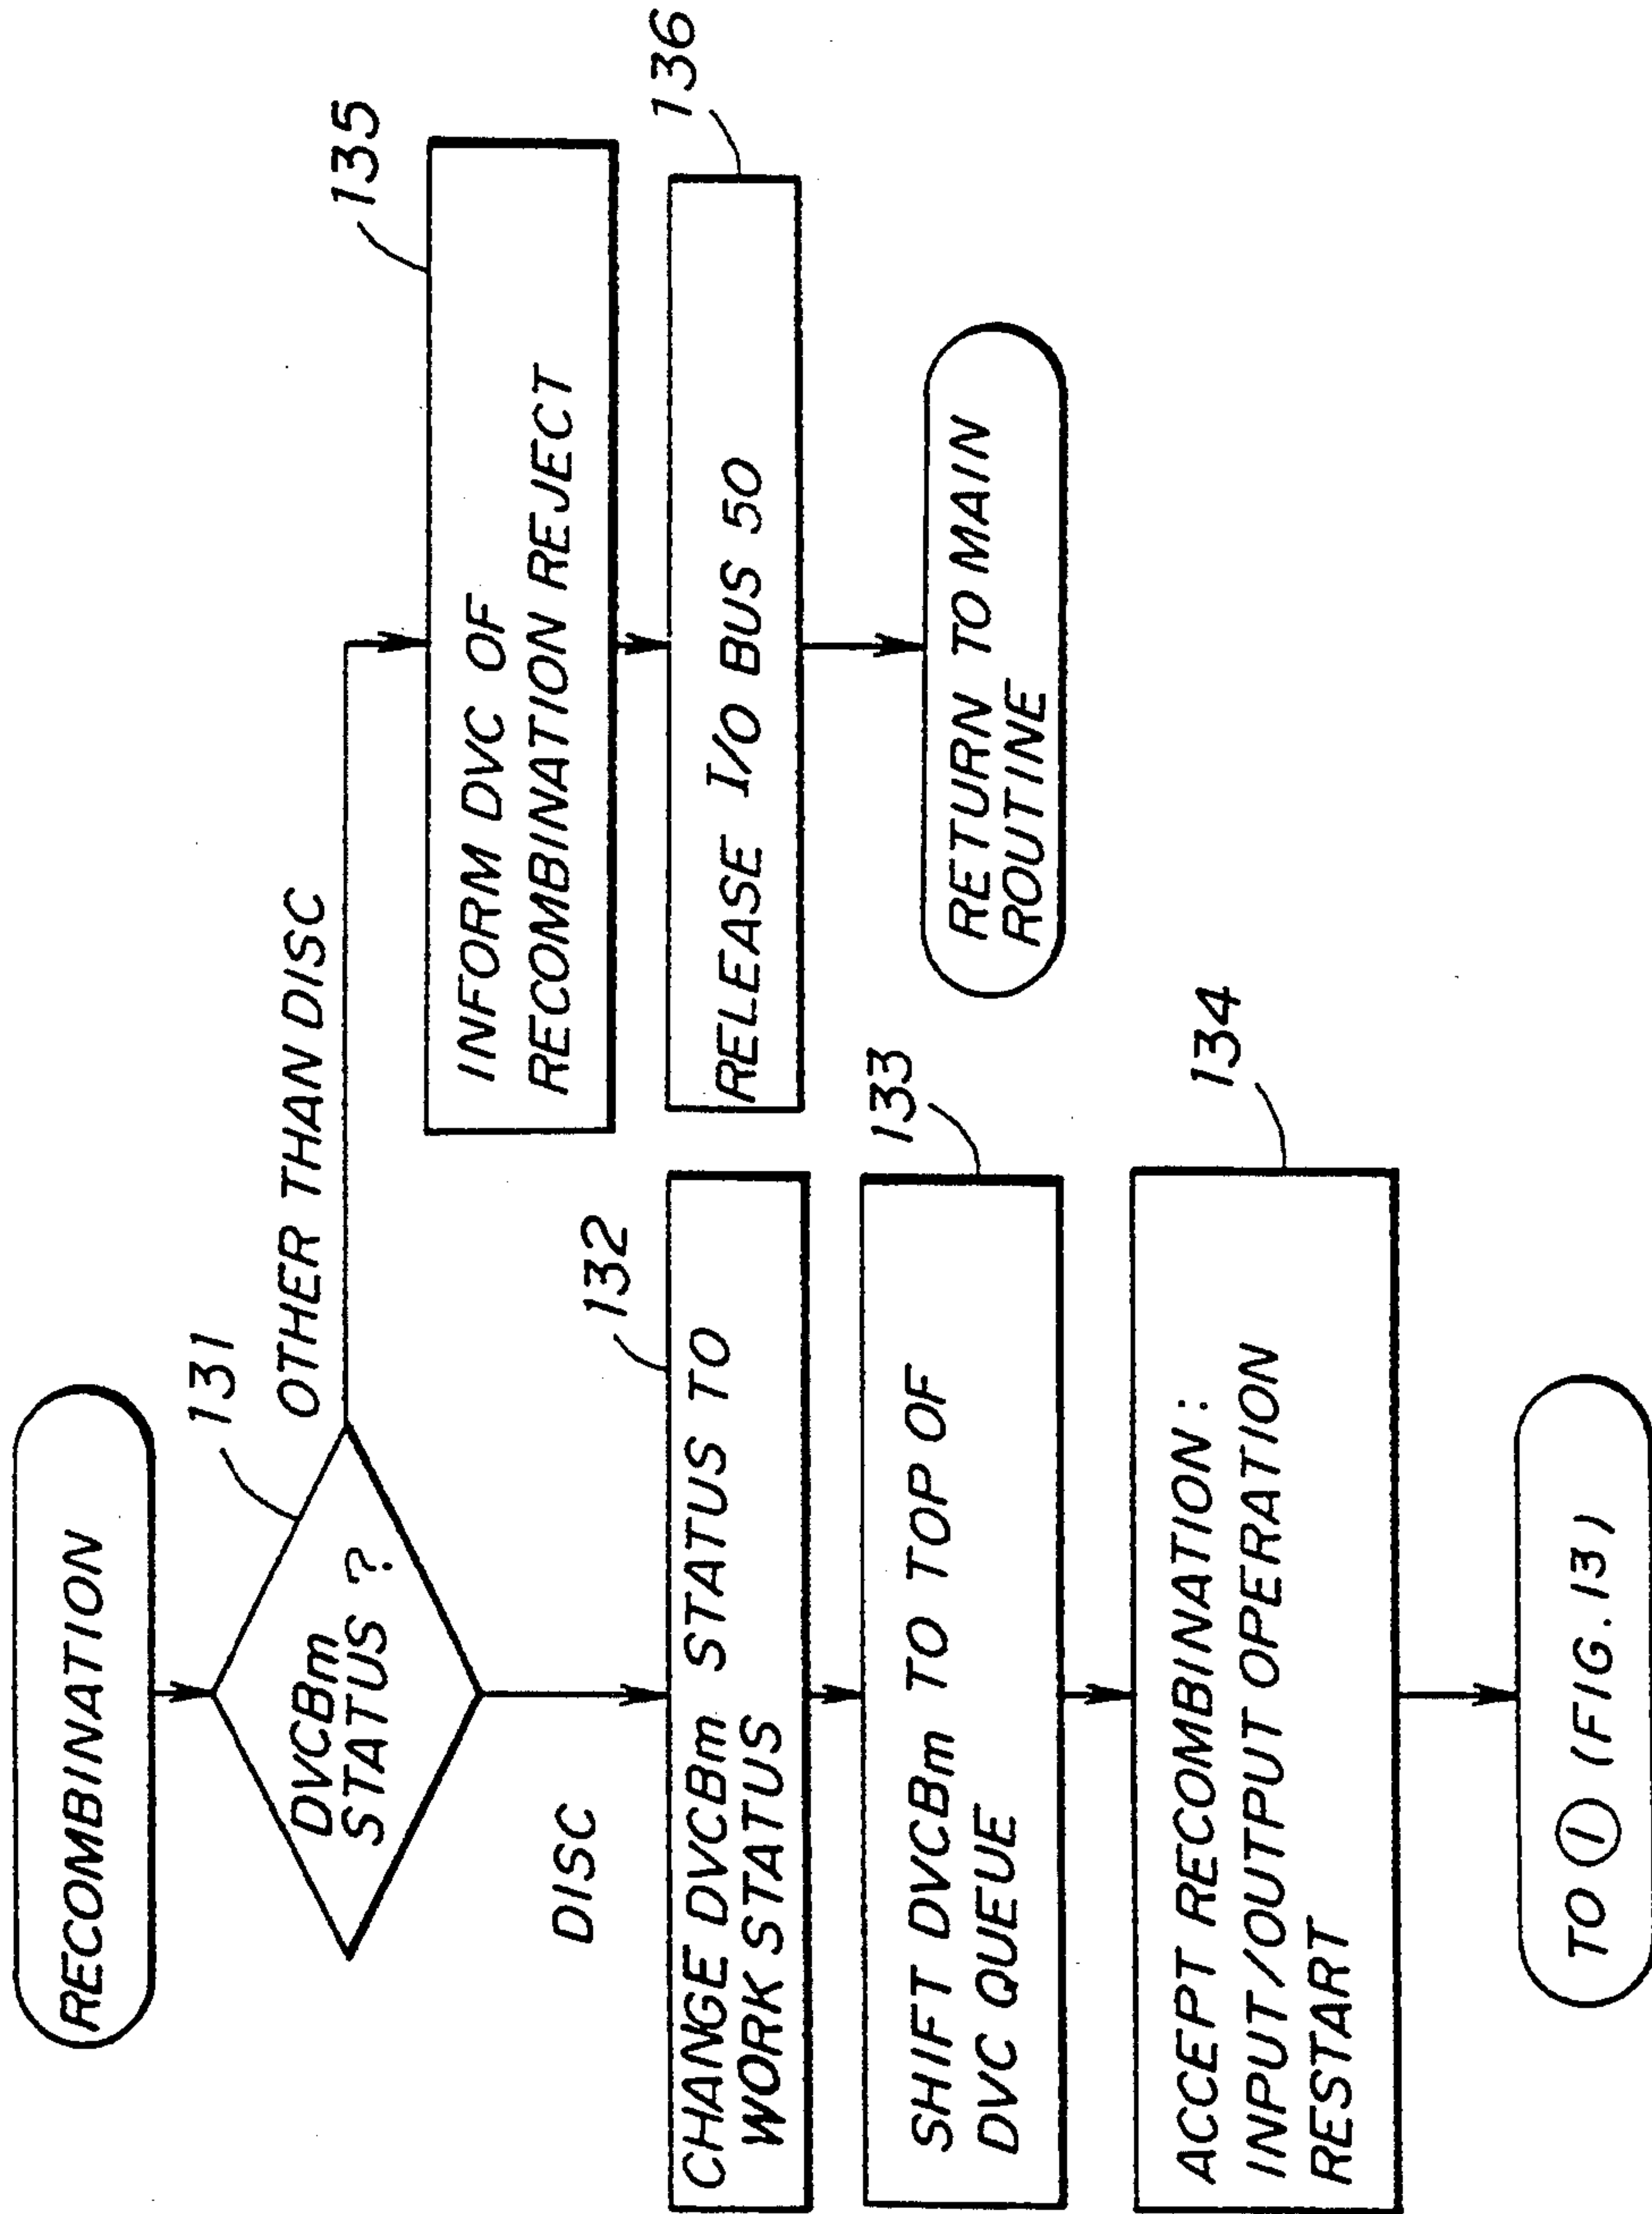 RECOMBINATION
131
DVCBm
STATUS ?
OTHER THAN DISC
DISC
132
CHANGE DVCBm STATUS TO
WORK STATUS
133
SHIFT DVCBm TO TOP OF
DVC QUEUE
134
ACCEPT RECOMBINATION:
INPUT/OUTPUT OPERATION
RESTART
TO 1 (FIG.13)
135
INFORM DVC OF
RECOMBINATION REJECT
136
RELEASE I/O BUS 50
RETURN TO MAIN
ROUTINE